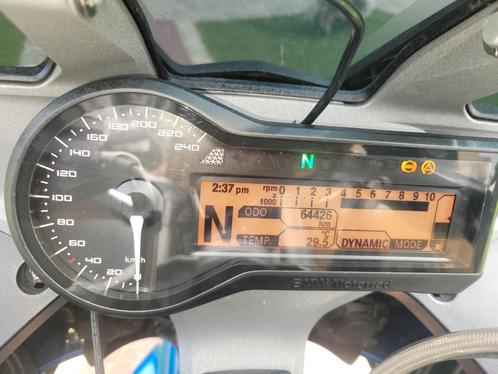 180 200 220
160 240
140
120
100
80
60
40
20
0
km/h
N
2:37 pm rpm x 1000 0 1 2 3 4 5 6 7 8 9 10
N
ODO 64426 km
TEMP. 29.5 °C
DYNAMIC MODE
BMW Motorrad